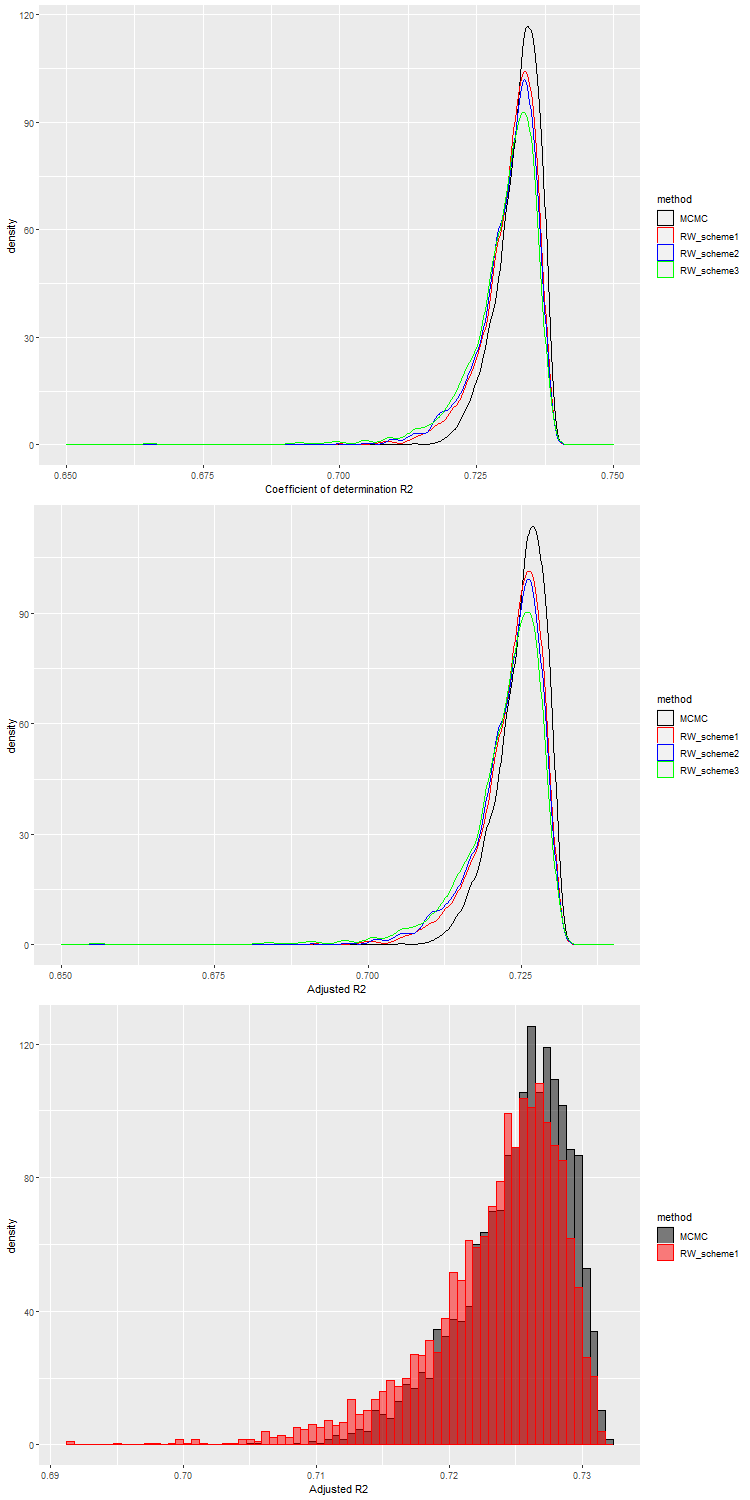 120
90
60
30
0
density
0.650
0.675
0.700
0.725
0.750
Coefficient of determination R2
method
MCMC
RW_scheme1
RW_scheme2
RW_scheme3
90
60
30
0
density
0.650
0.675
0.700
0.725
Adjusted R2
method
MCMC
RW_scheme1
RW_scheme2
RW_scheme3
120
80
40
0
density
0.69
0.70
0.71
0.72
0.73
Adjusted R2
method
MCMC
RW_scheme1